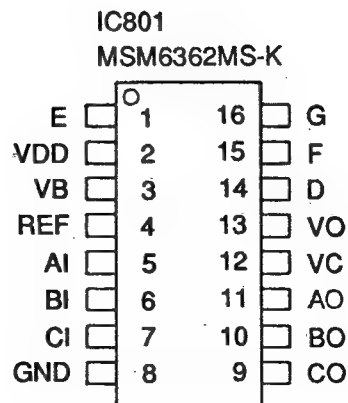 IC801
MSM6362MS-K
E 1 16 G
VDD 2 15 F
VB 3 14 D
REF 4 13 VO
AI 5 12 VC
BI 6 11 AO
CI 7 10 BO
GND 8 9 CO